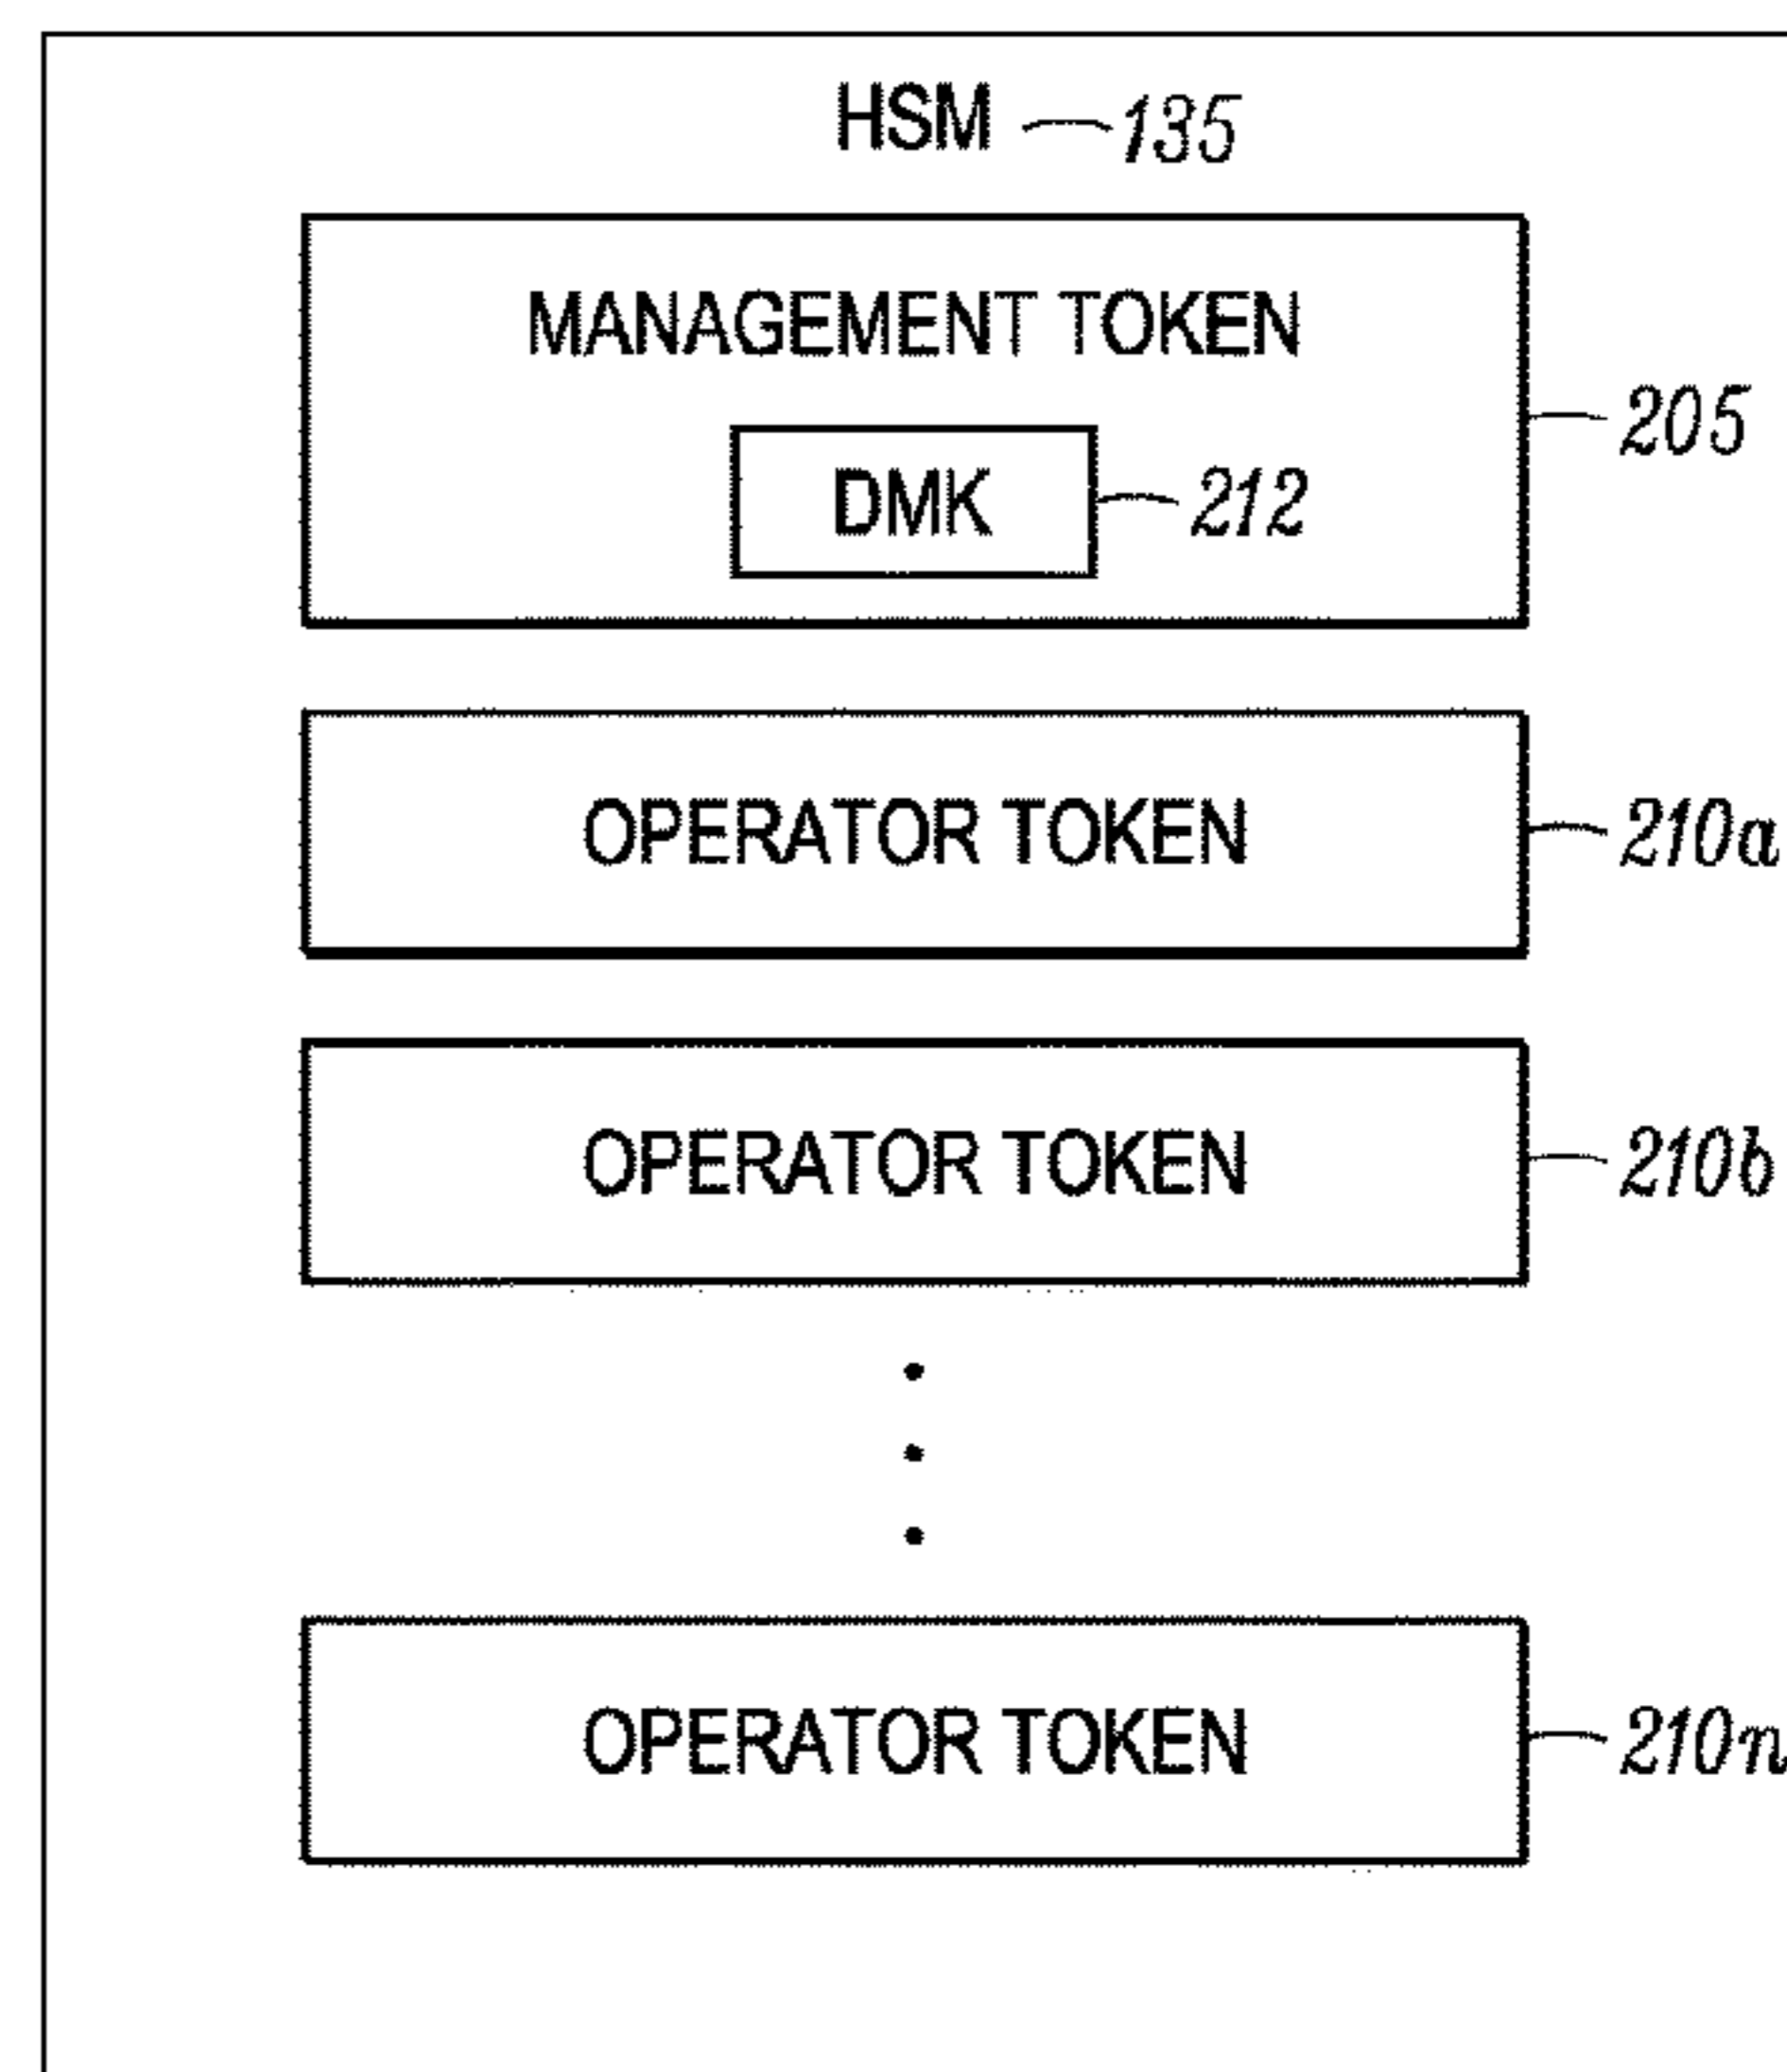 HSM 135
MANAGEMENT TOKEN
205
DMK 212
OPERATOR TOKEN 210a
OPERATOR TOKEN 210b
OPERATOR TOKEN 210n